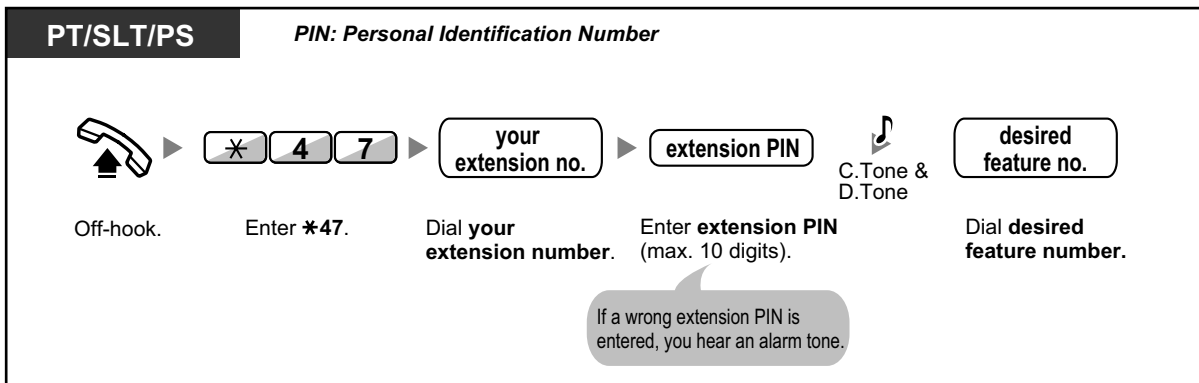 PT/SLT/PS
PIN: Personal Identification Number
* 4 7
your
extension no.
extension PIN
C.Tone &
D.Tone
desired
feature no.
Off-hook.
Enter *47.
Dial your
extension number.
Enter extension PIN
(max. 10 digits).
Dial desired
feature number.
If a wrong extension PIN is
entered, you hear an alarm tone.